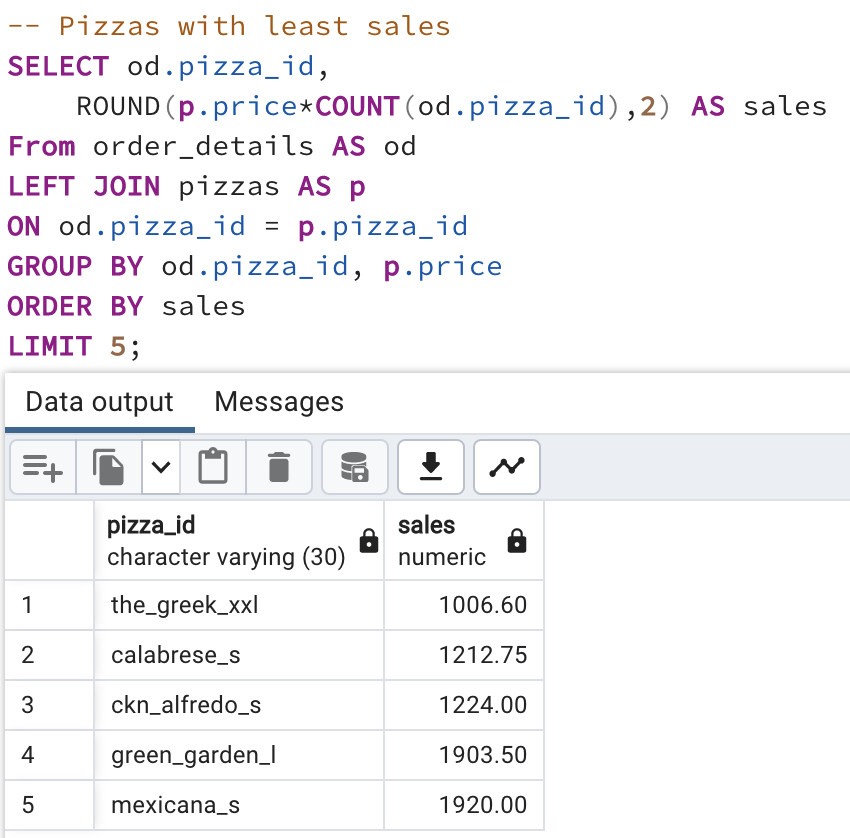 -- Pizzas with least sales
SELECT od.pizza_id,
    ROUND(p.price*COUNT(od.pizza_id),2) AS sales
From order_details AS od
LEFT JOIN pizzas AS p
ON od.pizza_id = p.pizza_id
GROUP BY od.pizza_id, p.price
ORDER BY sales
LIMIT 5;
Data output Messages
pizza_id sales
character varying (30) numeric
1 the_greek_xxl 1006.60
2 calabrese_s 1212.75
3 ckn_alfredo_s 1224.00
4 green_garden_l 1903.50
5 mexicana_s 1920.00